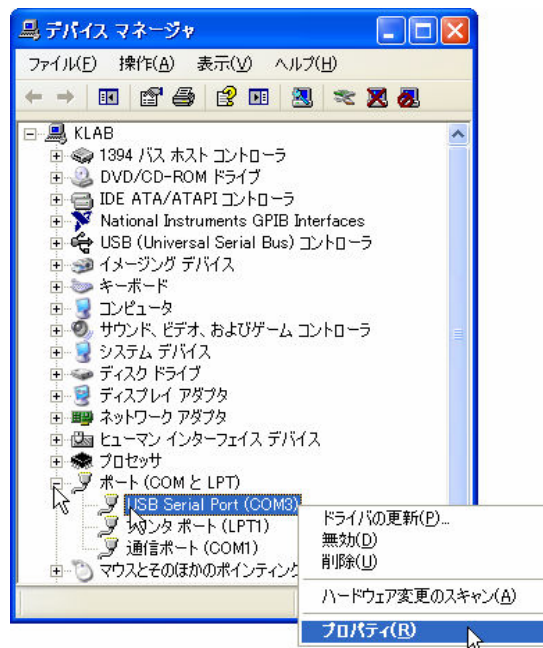 デバイス マネージャ
ファイル(F) 操作(A) 表示(V) ヘルプ(H)
KLAB
1394 バス ホスト コントローラ
DVD/CD-ROM ドライブ
IDE ATA/ATAPI コントローラ
National Instruments GPIB Interfaces
USB (Universal Serial Bus) コントローラ
イメージング デバイス
キーボード
コンピュータ
サウンド、ビデオ、およびゲーム コントローラ
システム デバイス
ディスク ドライブ
ディスプレイ アダプタ
ネットワーク アダプタ
ヒューマン インターフェイス デバイス
プロセッサ
ポート (COM と LPT)
USB Serial Port (COM3)
プリンタ ポート (LPT1)
通信ポート (COM1)
マウスとそのほかのポインティング
ドライバの更新(P)...
無効(D)
削除(U)
ハードウェア変更のスキャン(A)
プロパティ(R)